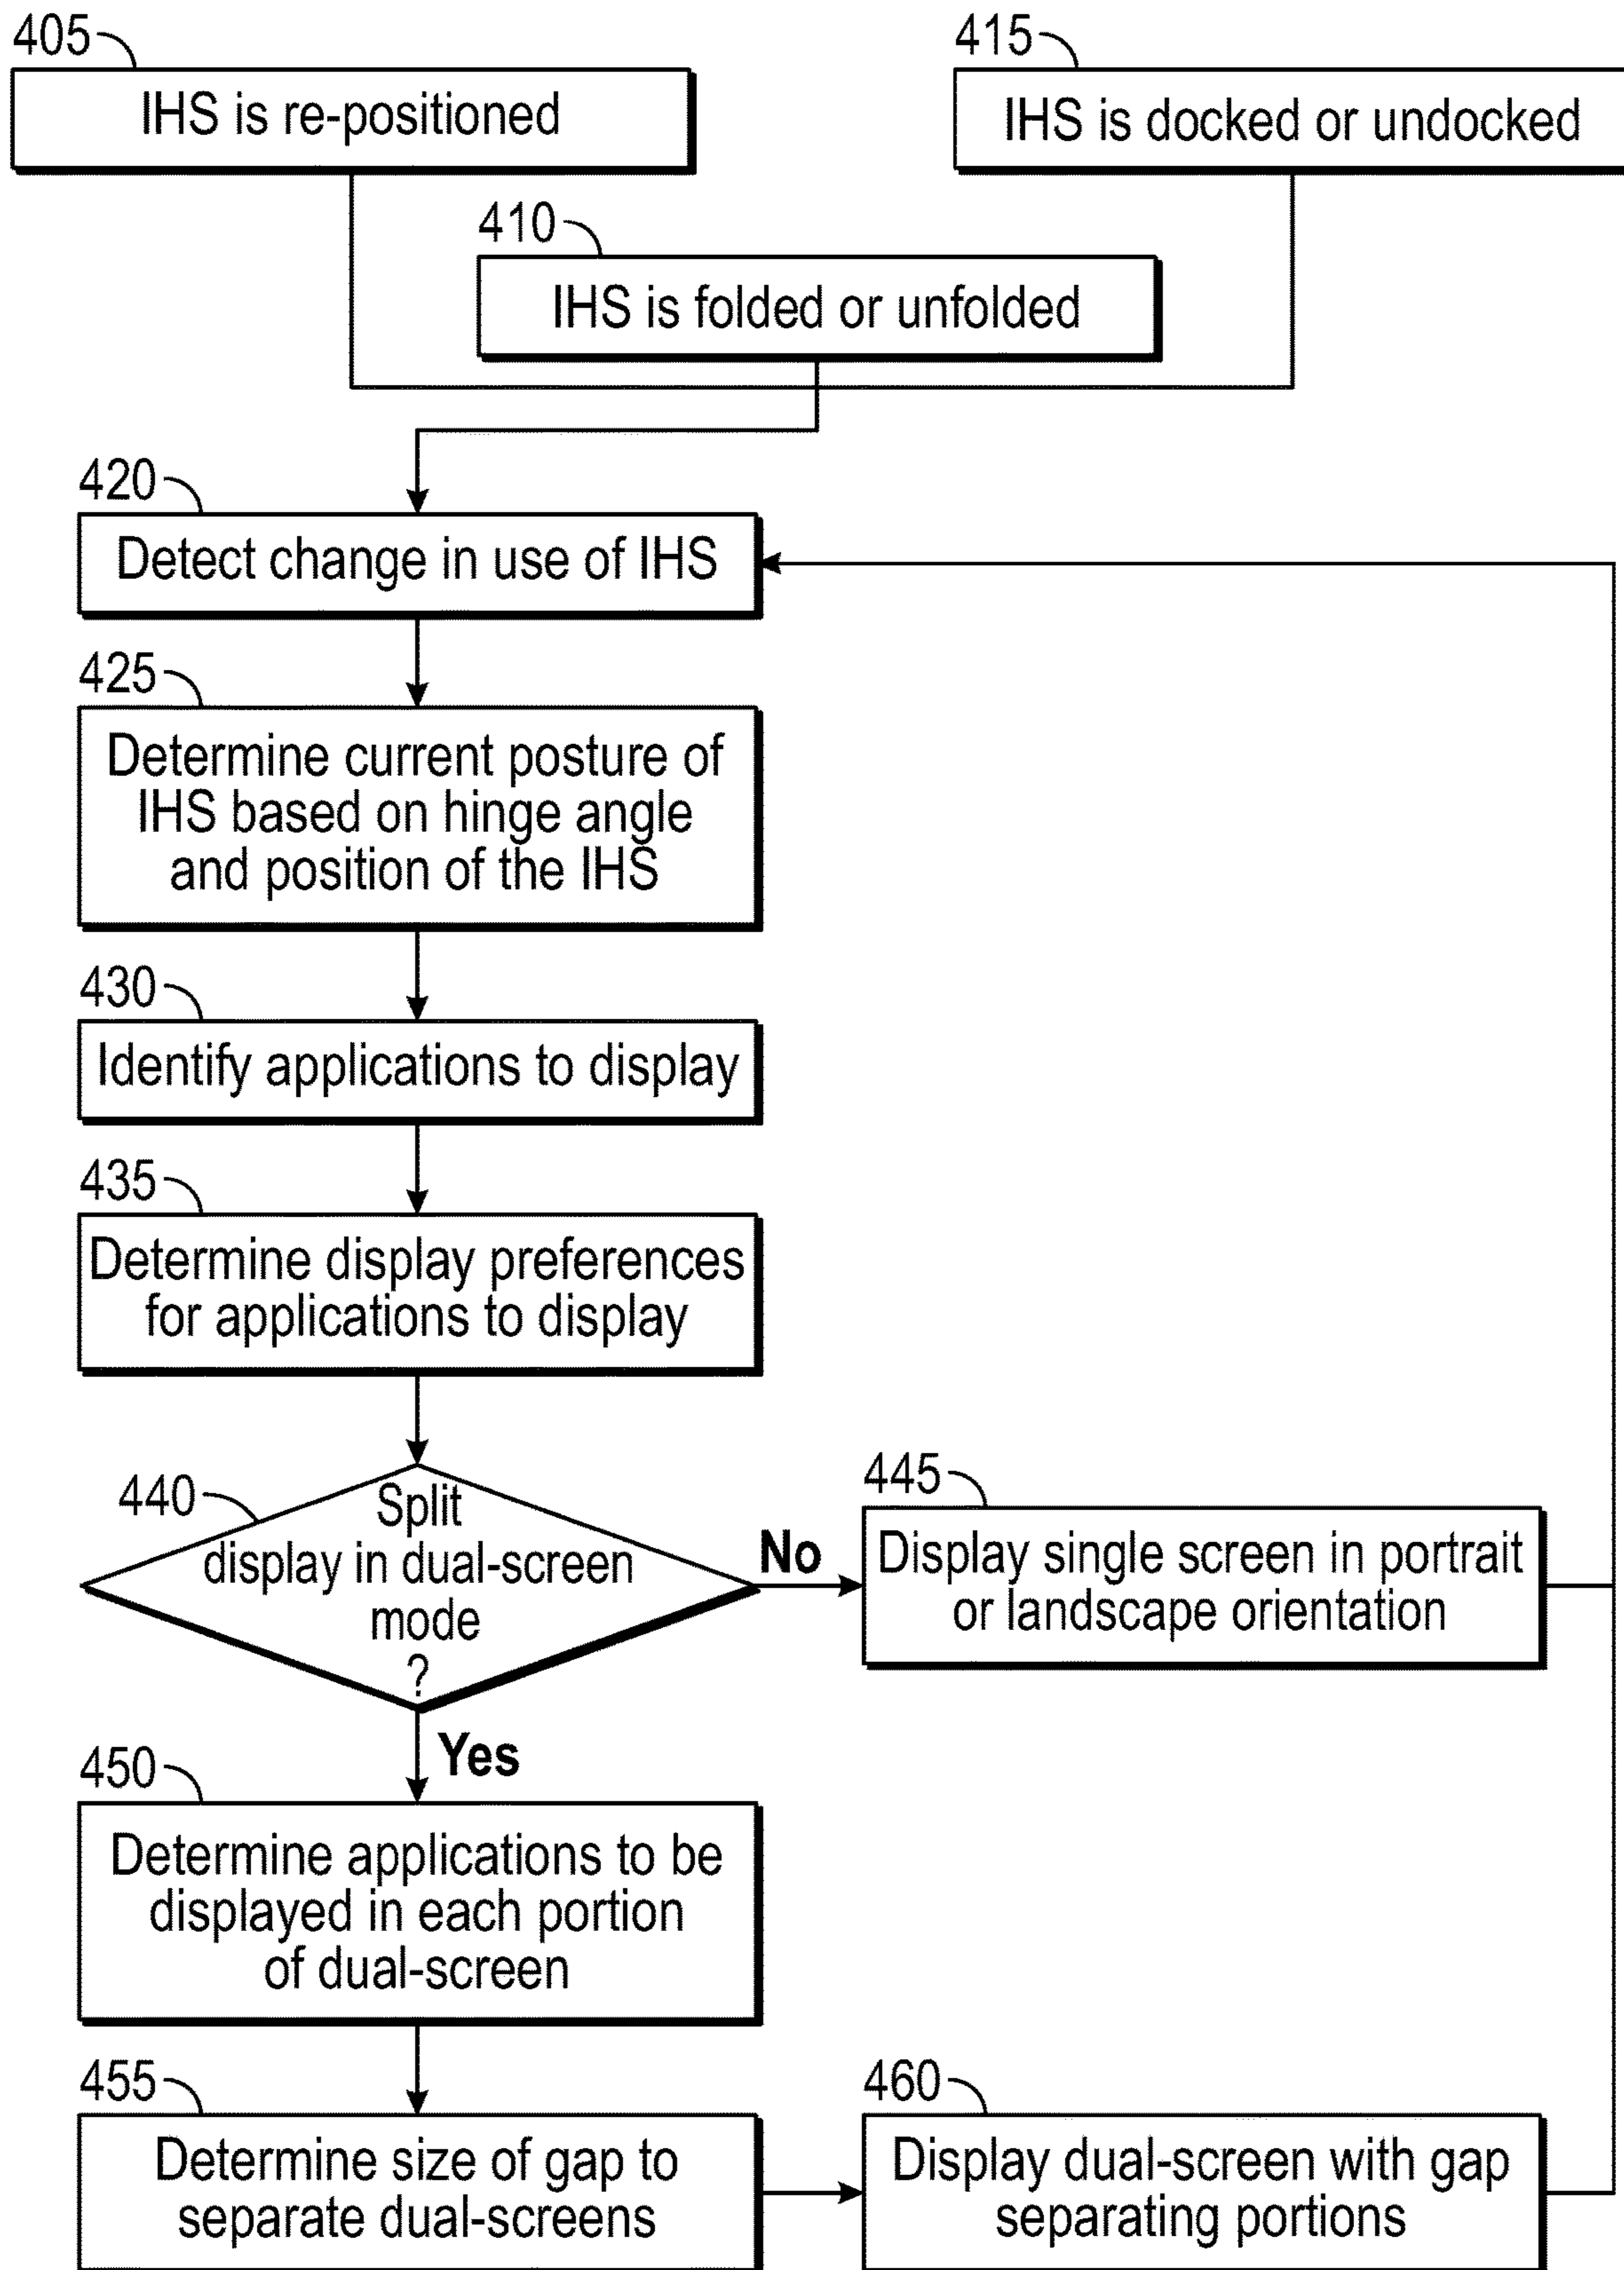 405
IHS is re-positioned
415
IHS is docked or undocked
410
IHS is folded or unfolded
420
Detect change in use of IHS
425
Determine current posture of
IHS based on hinge angle
and position of the IHS
430
Identify applications to display
435
Determine display preferences
for applications to display
440
Split
display in dual-screen
mode
?
No
445
Display single screen in portrait
or landscape orientation
Yes
450
Determine applications to be
displayed in each portion
of dual-screen
455
Determine size of gap to
separate dual-screens
460
Display dual-screen with gap
separating portions